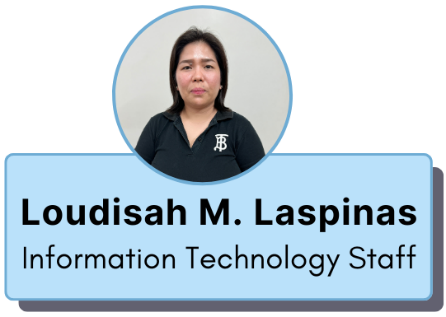 Loudisah M. Laspinas
Information Technology Staff